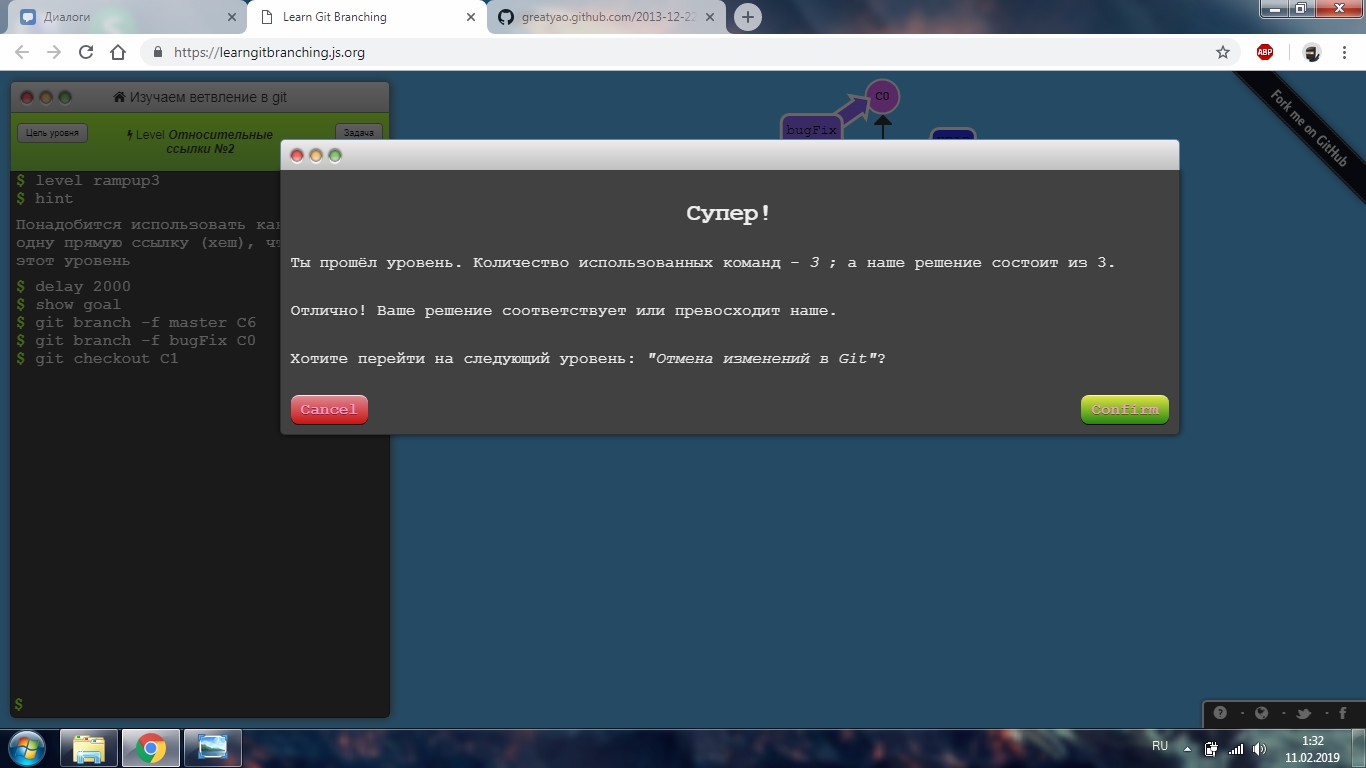 Диалоги
Learn Git Branching
greatyao.github.com/2013-12-22
https://learngitbranching.js.org
ABP
Изучаем ветвление в git
Цель уровня
Level Относительные
ссылки №2
Задача
$ level rampup3
$ hint
Понадобится использовать
одну прямую ссылку (хеш),
этот уровень
$ delay 2000
$ show goal
$ git branch -f master C6
$ git branch -f bugFix C0
$ git checkout C1
$
C0
bugFix
Fork me on GitHub
Супер!
Ты прошёл уровень. Количество использованных команд - 3 ; а наше решение состоит из 3.
Отлично! Ваше решение соответствует или превосходит наше.
Хотите перейти на следующий уровень: "Отмена изменений в Git"?
Cancel
Confirm
RU
1:32
11.02.2019